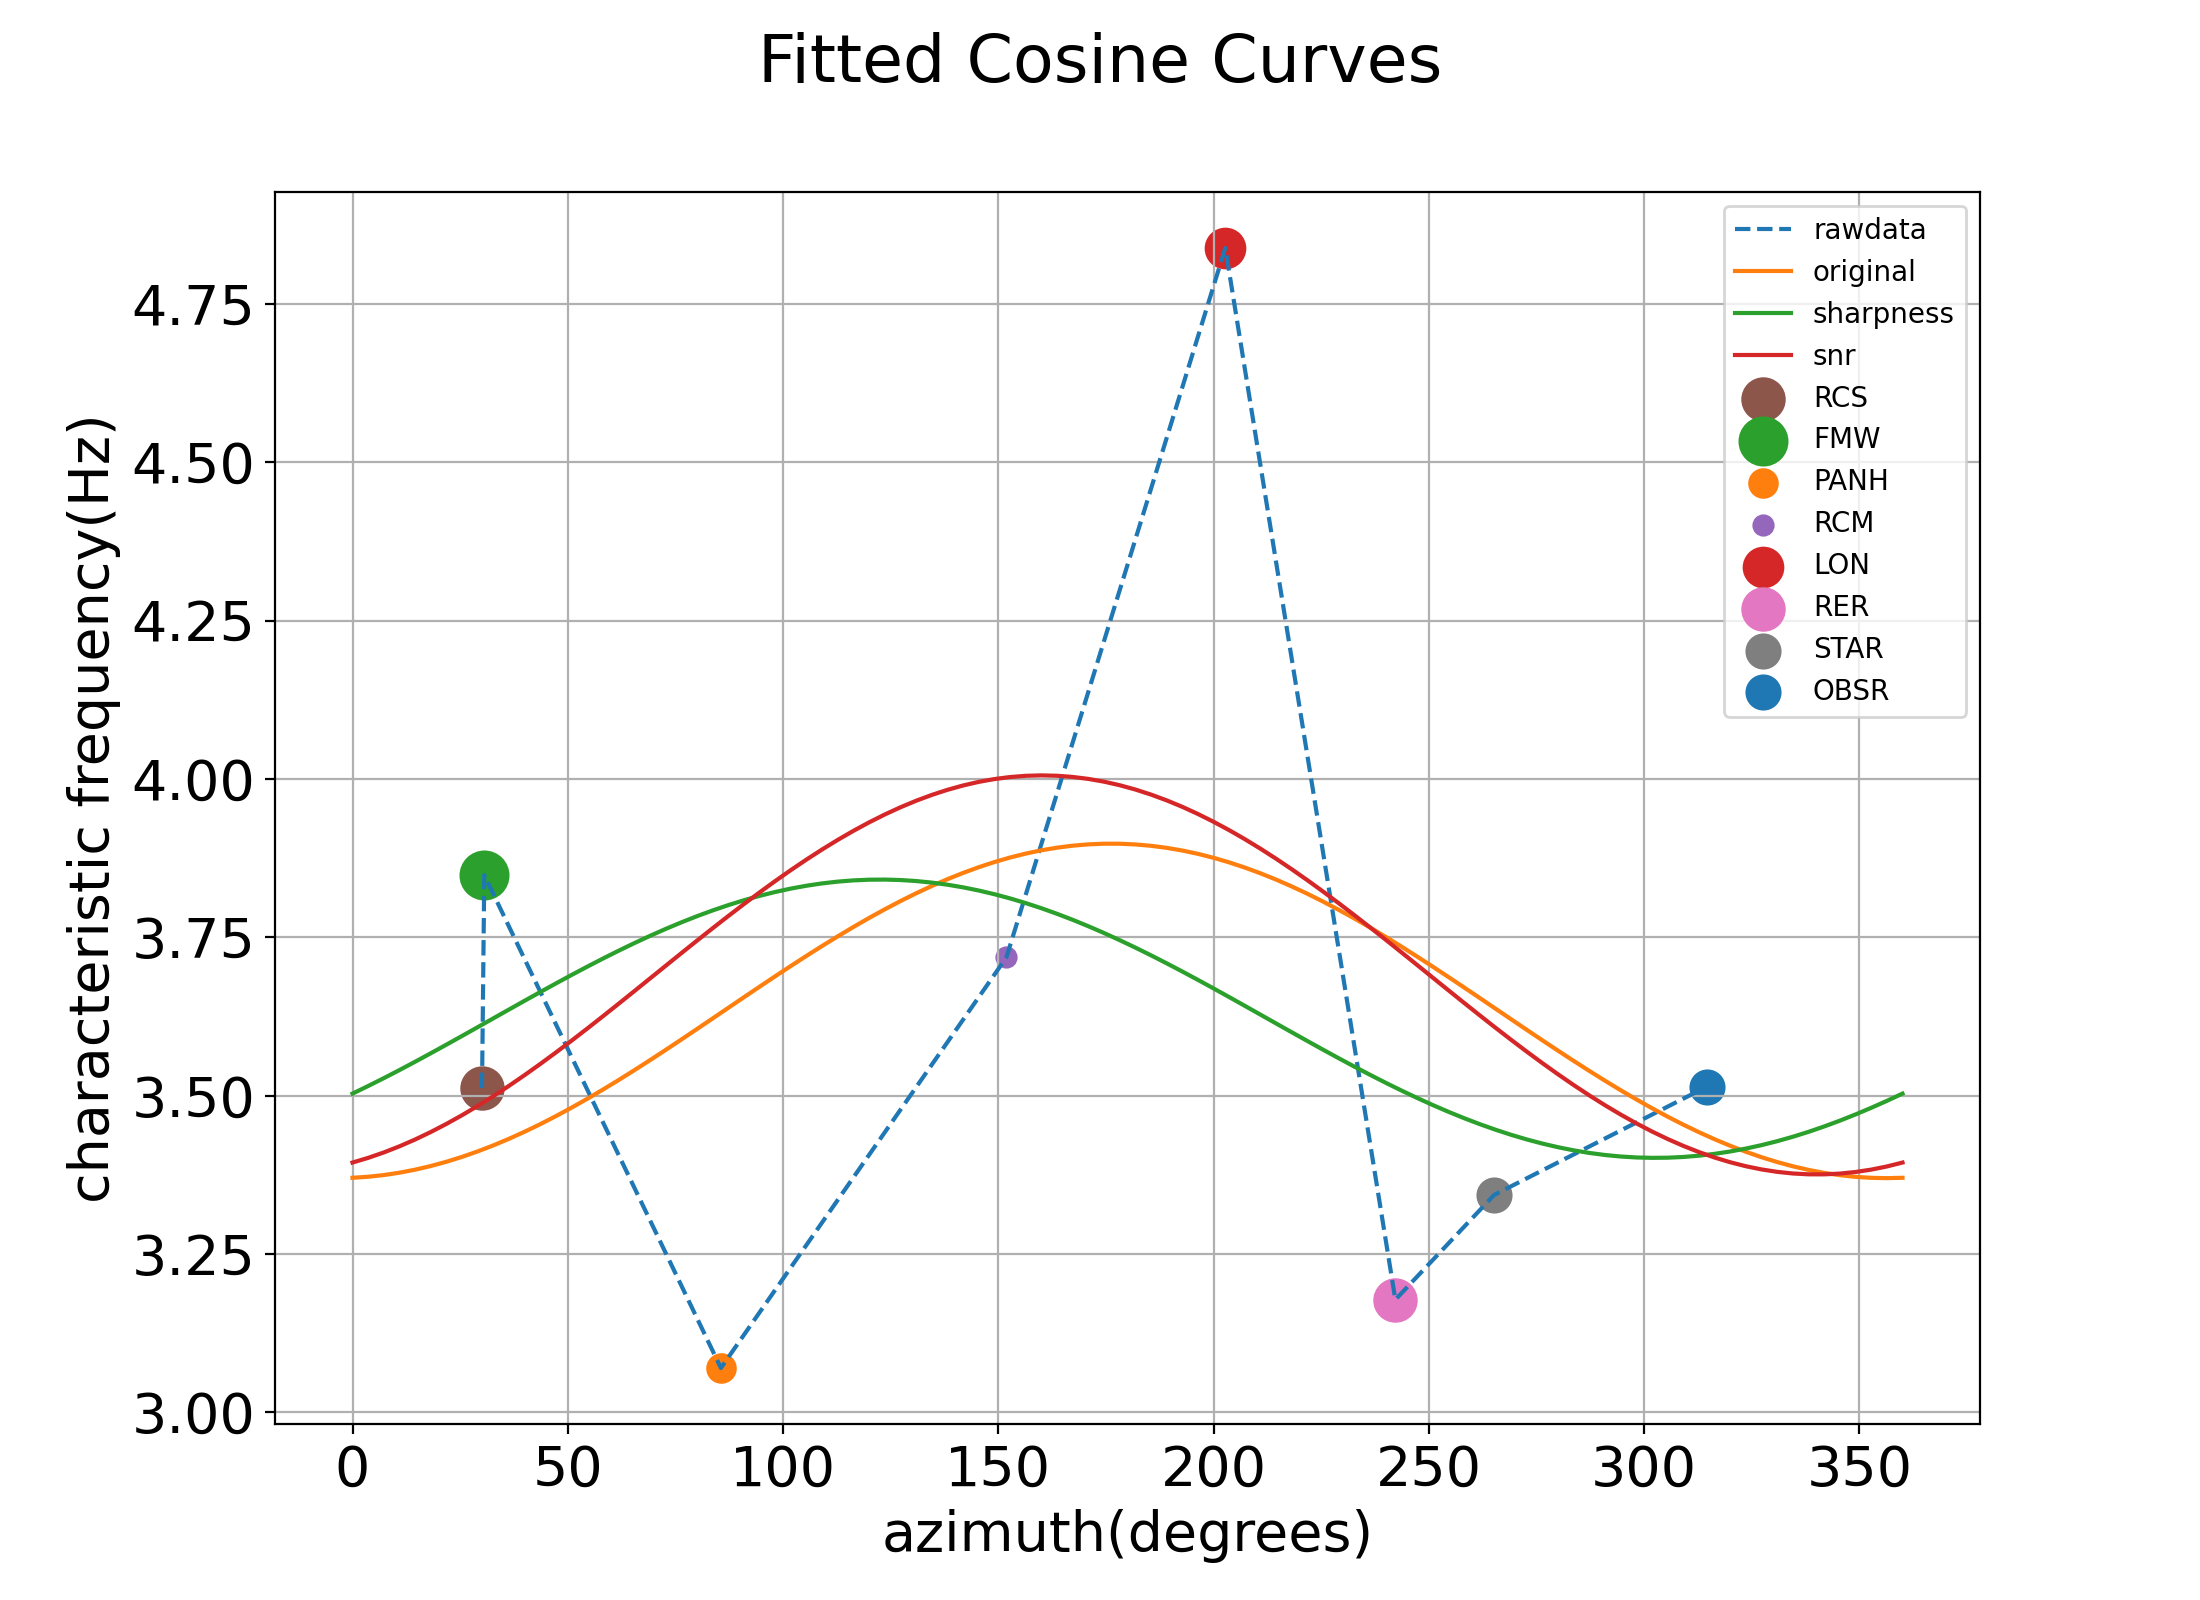 Fitted Cosine Curves
rawdata
original
sharpness
snr
RCS
FMW
PANH
RCM
LON
RER
STAR
OBSR
characteristic frequency(Hz)
4.75
4.50
4.25
4.00
3.75
3.50
3.25
3.00
0 50 100 150 200 250 300 350
azimuth(degrees)